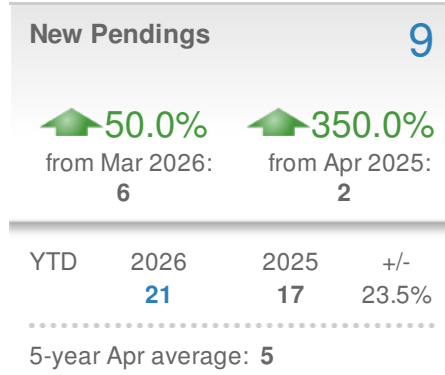 New Pendings 9
50.0% 350.0%
from Mar 2026: from Apr 2025:
6 2
YTD 2026 2025 +/-
21 17 23.5%
5-year Apr average: 5